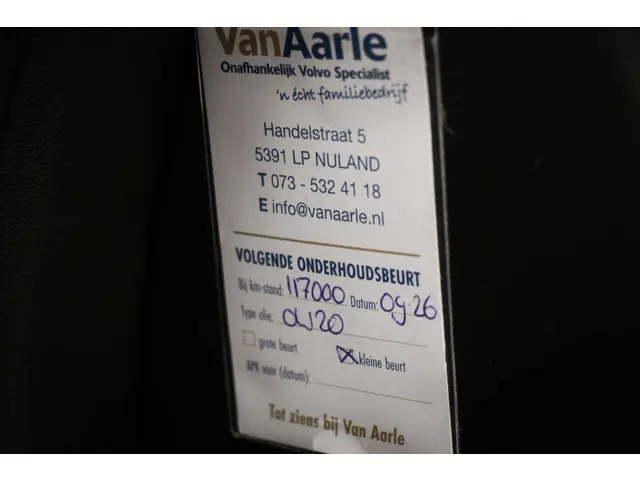 VanAarle
Onafhankelijk Volvo Specialist
'n écht familiebedrijf
Handelstraat 5
5391 LP NULAND
T 073 - 532 41 18
E info@vanaarle.nl
VOLGENDE ONDERHOUDSBEURT
Bij km-stand: 117000 Datum: 09-26
Type olie: 0W20
grote beurt kleine beurt
APK voor (datum):
Tot ziens bij Van Aarle